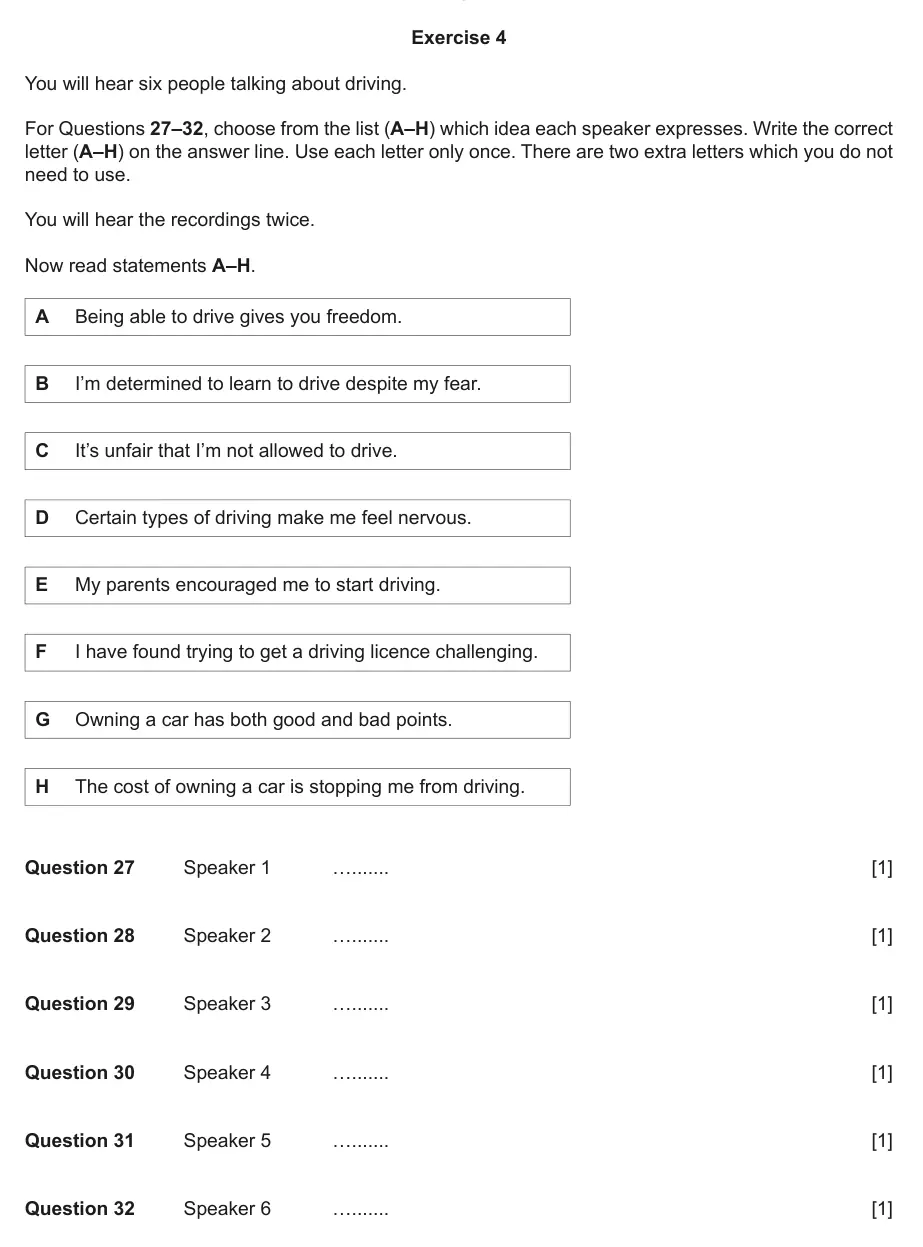 Exercise 4
You will hear six people talking about driving.
For Questions 27–32, choose from the list (A–H) which idea each speaker expresses. Write the correct
letter (A–H) on the answer line. Use each letter only once. There are two extra letters which you do not
need to use.
You will hear the recordings twice.
Now read statements A–H.
A Being able to drive gives you freedom.
B I'm determined to learn to drive despite my fear.
C It's unfair that I'm not allowed to drive.
D Certain types of driving make me feel nervous.
E My parents encouraged me to start driving.
F I have found trying to get a driving licence challenging.
G Owning a car has both good and bad points.
H The cost of owning a car is stopping me from driving.
Question 27 Speaker 1 ….…... [1]
Question 28 Speaker 2 ….…... [1]
Question 29 Speaker 3 ….…... [1]
Question 30 Speaker 4 ….…... [1]
Question 31 Speaker 5 ….…... [1]
Question 32 Speaker 6 ….…... [1]